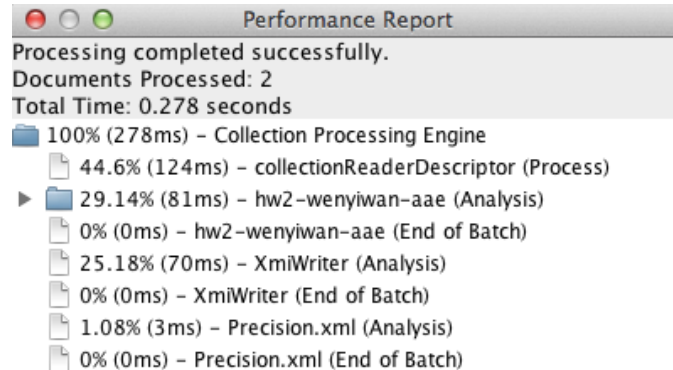 Performance Report
Processing completed successfully.
Documents Processed: 2
Total Time: 0.278 seconds
100% (278ms) – Collection Processing Engine
44.6% (124ms) – collectionReaderDescriptor (Process)
29.14% (81ms) – hw2-wenyiwan-aae (Analysis)
0% (0ms) – hw2-wenyiwan-aae (End of Batch)
25.18% (70ms) – XmiWriter (Analysis)
0% (0ms) – XmiWriter (End of Batch)
1.08% (3ms) – Precision.xml (Analysis)
0% (0ms) – Precision.xml (End of Batch)